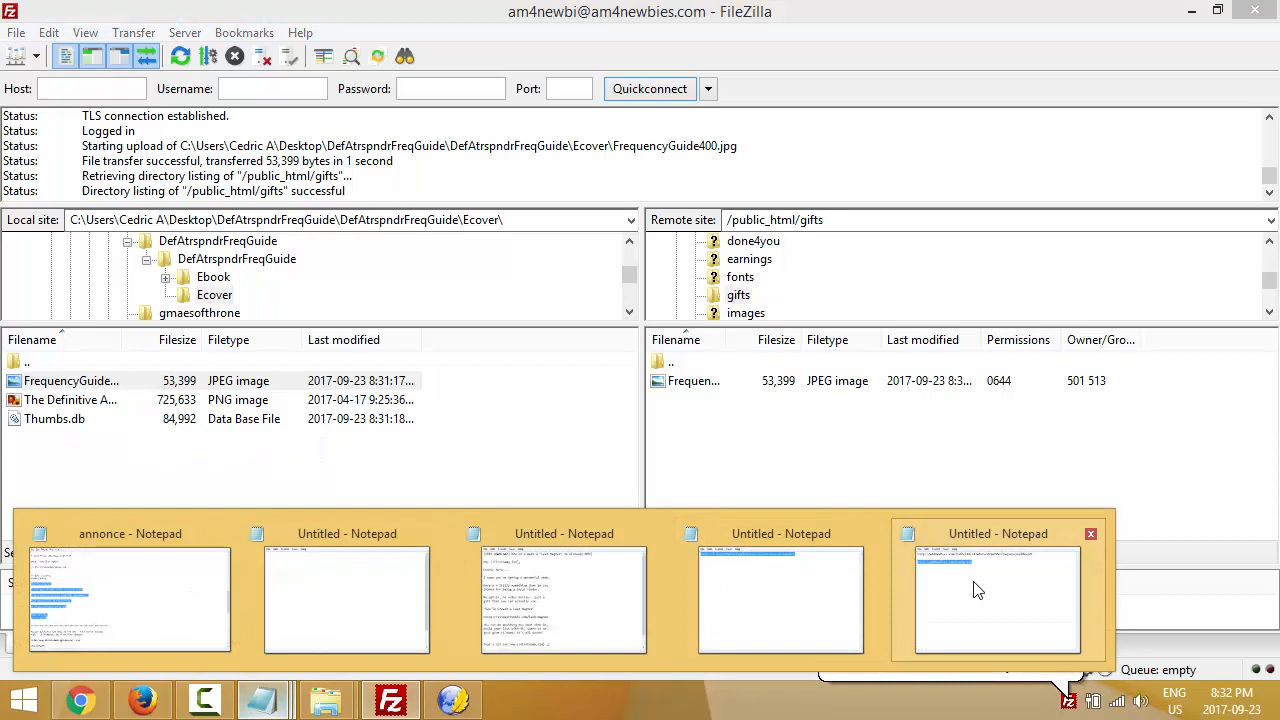 am4newbi@am4newbies.com - FileZilla
File Edit View Transfer Server Bookmarks Help
Host: Username: Password: Port: Quickconnect
Status: TLS connection established.
Status: Logged in
Status: Starting upload of C:\Users\Cedric A\Desktop\DefAtrspndrFreqGuide\DefAtrspndrFreqGuide\Ecover\FrequencyGuide400.jpg
Status: File transfer successful, transferred 53,399 bytes in 1 second
Status: Retrieving directory listing of "/public_html/gifts"...
Status: Directory listing of "/public_html/gifts" successful
Local site: C:\Users\Cedric A\Desktop\DefAtrspndrFreqGuide\DefAtrspndrFreqGuide\Ecover\
DefAtrspndrFreqGuide
DefAtrspndrFreqGuide
Ebook
Ecover
gmaesofthrone
Remote site: /public_html/gifts
done4you
earnings
fonts
gifts
images
Filename Filesize Filetype Last modified
..
FrequencyGuide... 53,399 JPEG image 2017-09-23 8:31:17...
The Definitive A... 725,633 PNG image 2017-04-17 9:25:36...
Thumbs.db 84,992 Data Base File 2017-09-23 8:31:18...
Filename Filesize Filetype Last modified Permissions Owner/Gro...
..
Frequen... 53,399 JPEG image 2017-09-23 8:3... 0644 501 513
annonce - Notepad
Untitled - Notepad
Untitled - Notepad
Untitled - Notepad
Untitled - Notepad
Queue: empty
ENG
US
8:32 PM
2017-09-23